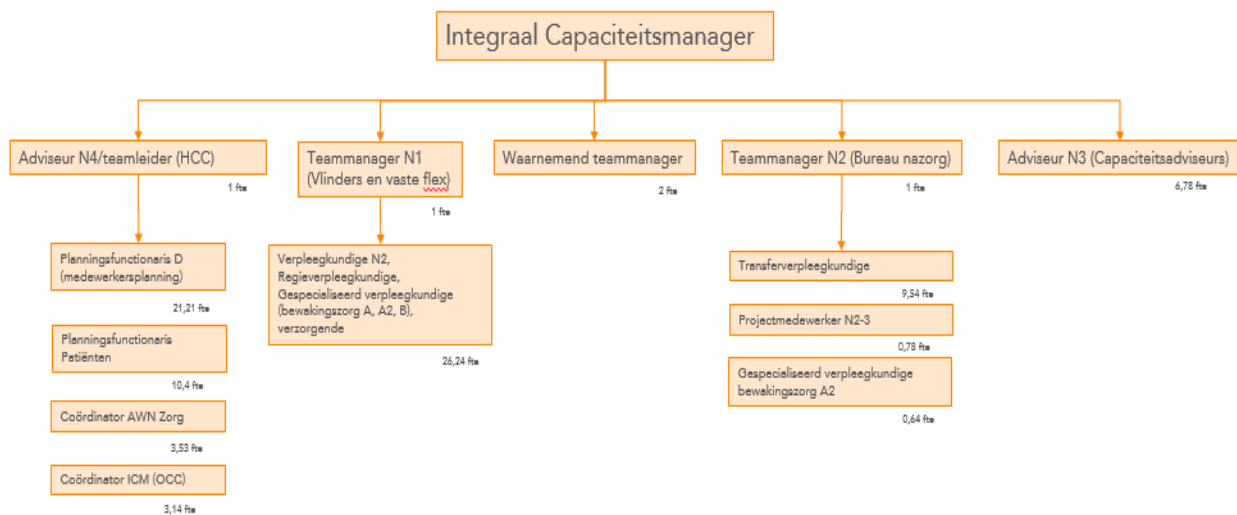 Integraal Capaciteitsmanager
Adviseur N4/teamleider (HCC)
1 fte
Teammanager N1
(Vlinders en vaste flex)
1 fte
Waarnemend teammanager
2 fte
Teammanager N2 (Bureau nazorg)
1 fte
Adviseur N3 (Capaciteitsadviseurs)
6,78 fte
Planningsfunctionaris D
(medewerkersplanning)
21,21 fte
Planningsfunctionaris
Patiënten
10,4 fte
Coördinator AWN Zorg
3,53 fte
Coördinator ICM (OCC)
3,14 fte
Verpleegkundige N2,
Regieverpleegkundige,
Gespecialiseerd verpleegkundige
(bewakingszorg A, A2, B),
verzorgende
26,24 fte
Transferverpleegkundige
9,54 fte
Projectmedewerker N2-3
0,78 fte
Gespecialiseerd verpleegkundige
bewakingszorg A2
0,64 fte